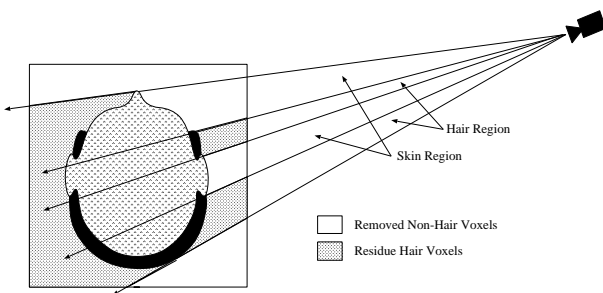 Hair Region
Skin Region
Removed Non-Hair Voxels
Residue Hair Voxels